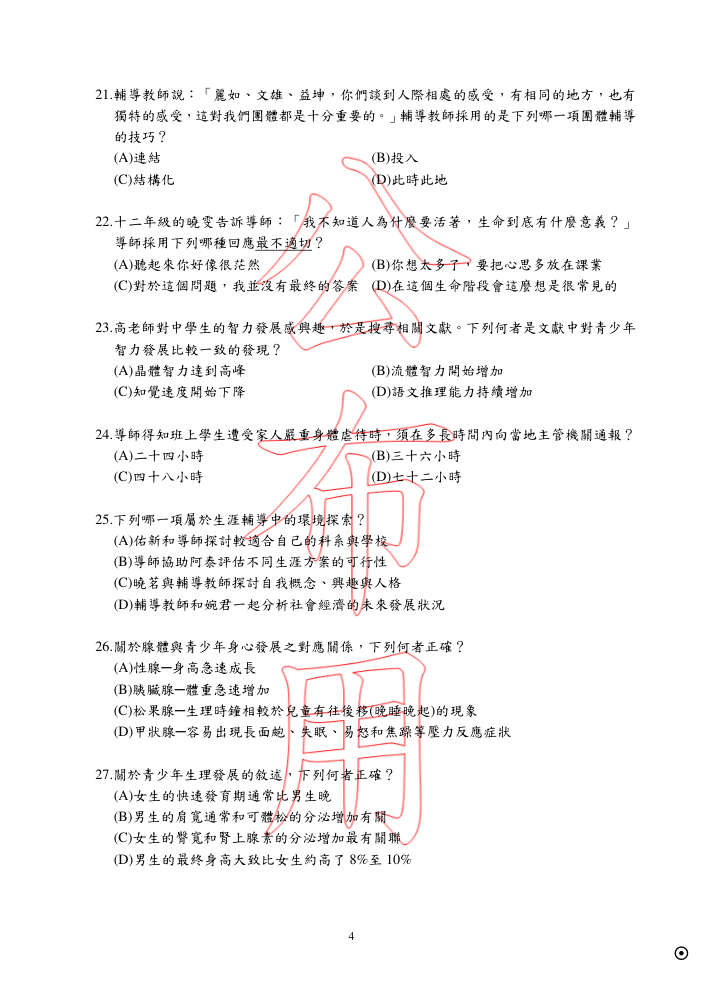 21.輔導教師說：「麗如、文雄、益坤，你們談到人際相處的感受，有相同的地方，也有
獨特的感受，這對我們團體都是十分重要的。」輔導教師採用的是下列哪一項團體輔導
的技巧？
(A)連結 (B)投入
(C)結構化 (D)此時此地
22.十二年級的曉雯告訴導師：「我不知道人為什麼要活著，生命到底有什麼意義？」
導師採用下列哪種回應最不適切？
(A)聽起來你好像很茫然 (B)你想太多了，要把心思多放在課業
(C)對於這個問題，我並沒有最終的答案 (D)在這個生命階段會這麼想是很常見的
23.高老師對中學生的智力發展感興趣，於是搜尋相關文獻。下列何者是文獻中對青少年
智力發展比較一致的發現？
(A)晶體智力達到高峰 (B)流體智力開始增加
(C)知覺速度開始下降 (D)語文推理能力持續增加
24.導師得知班上學生遭受家人嚴重身體虐待時，須在多長時間內向當地主管機關通報？
(A)二十四小時 (B)三十六小時
(C)四十八小時 (D)七十二小時
25.下列哪一項屬於生涯輔導中的環境探索？
(A)佑新和導師探討較適合自己的科系與學校
(B)導師協助阿泰評估不同生涯方案的可行性
(C)曉茗與輔導教師探討自我概念、興趣與人格
(D)輔導教師和婉君一起分析社會經濟的未來發展狀況
26.關於腺體與青少年身心發展之對應關係，下列何者正確？
(A)性腺─身高急速成長
(B)胰臟腺─體重急速增加
(C)松果腺─生理時鐘相較於兒童有往後移(晚睡晚起)的現象
(D)甲狀腺─容易出現長面皰、失眠、易怒和焦躁等壓力反應症狀
27.關於青少年生理發展的敘述，下列何者正確？
(A)女生的快速發育期通常比男生晚
(B)男生的肩寬通常和可體松的分泌增加有關
(C)女生的臀寬和腎上腺素的分泌增加最有關聯
(D)男生的最終身高大致比女生約高了 8%至 10%
公布用
4